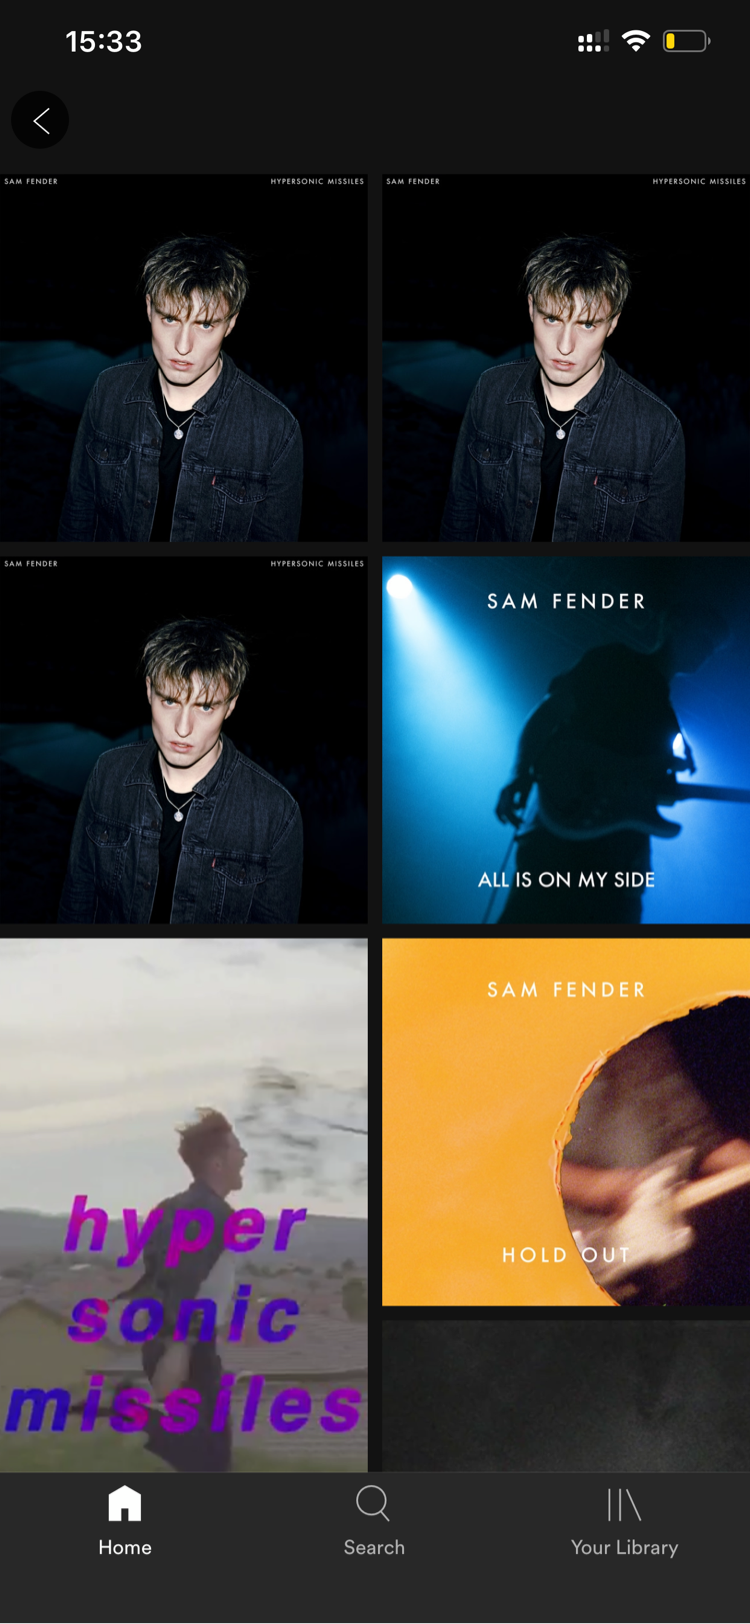 15:33
SAM FENDER HYPERSONIC MISSILES
SAM FENDER HYPERSONIC MISSILES
SAM FENDER HYPERSONIC MISSILES
SAM FENDER
ALL IS ON MY SIDE
hyper
sonic
missiles
SAM FENDER
HOLD OUT
Home
Search
Your Library